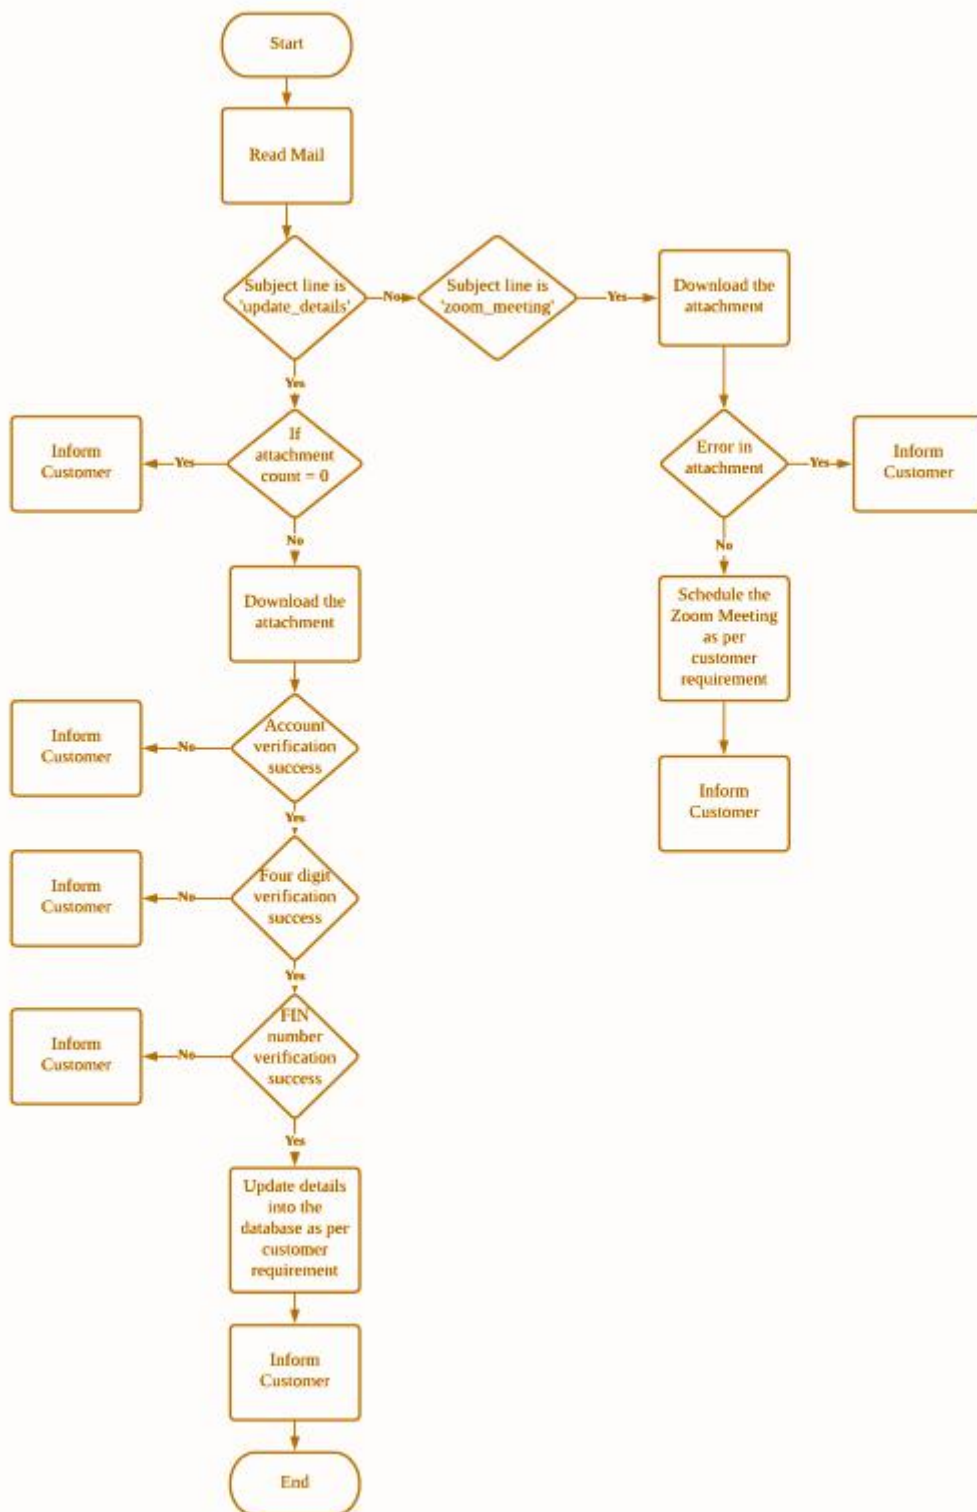 Start
Read Mail
Subject line is
'update_details'
No
Subject line is
'zoom_meeting'
Yes
Download the
attachment
Yes
Inform
Customer
Yes
If
attachment
count = 0
Error in
attachment
Yes
Inform
Customer
No
No
Download the
attachment
Schedule the
Zoom Meeting
as per
customer
requirement
Inform
Customer
No
Account
verification
success
Inform
Customer
Yes
Inform
Customer
No
Four digit
verification
success
Yes
Inform
Customer
No
FIN
number
verification
success
Yes
Update details
into the
database as per
customer
requirement
Inform
Customer
End